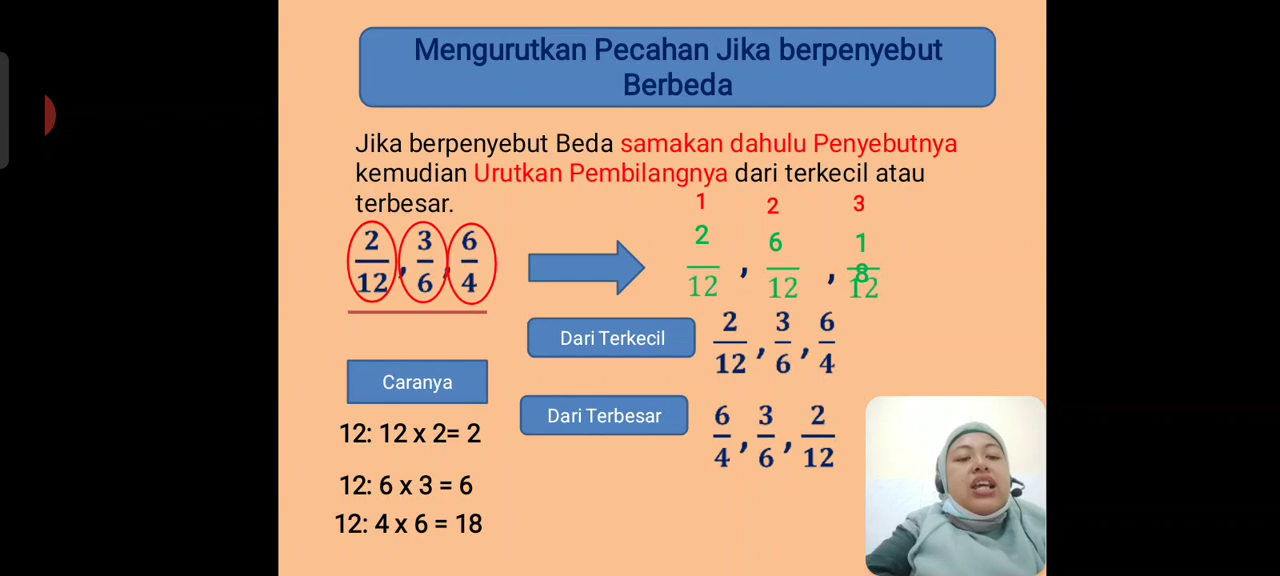 Mengurutkan Pecahan Jika berpenyebut
Berbeda
Jika berpenyebut Beda samakan dahulu Penyebutnya
kemudian Urutkan Pembilangnya dari terkecil atau
terbesar.
1 2 3
2/12, 3/6, 6/4
2/12, 6/12, 18/12
Dari Terkecil
2/12, 3/6, 6/4
Caranya
Dari Terbesar
6/4, 3/6, 2/12
12: 12 x 2= 2
12: 6 x 3 = 6
12: 4 x 6 = 18